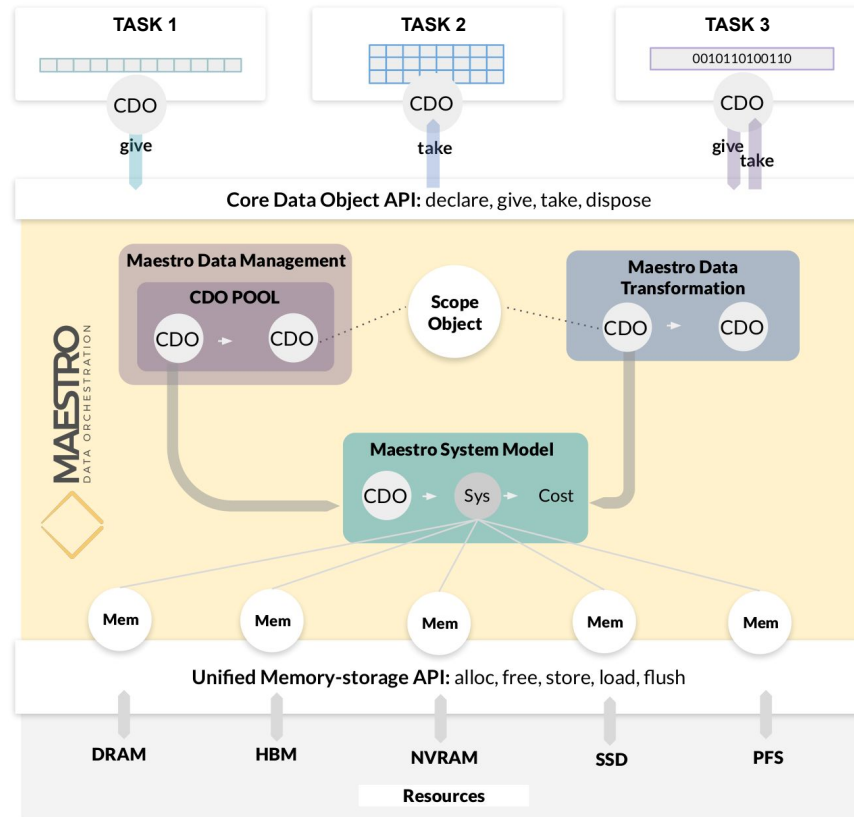 TASK 1
TASK 2
TASK 3
0010110100110
CDO
CDO
CDO
give
take
give
take
Core Data Object API: declare, give, take, dispose
Maestro Data Management
CDO POOL
CDO
CDO
Scope
Object
Maestro Data
Transformation
CDO
CDO
MAESTRO
DATA ORCHESTRATION
Maestro System Model
CDO
Sys
Cost
Mem
Mem
Mem
Mem
Mem
Unified Memory-storage API: alloc, free, store, load, flush
DRAM
HBM
NVRAM
SSD
PFS
Resources